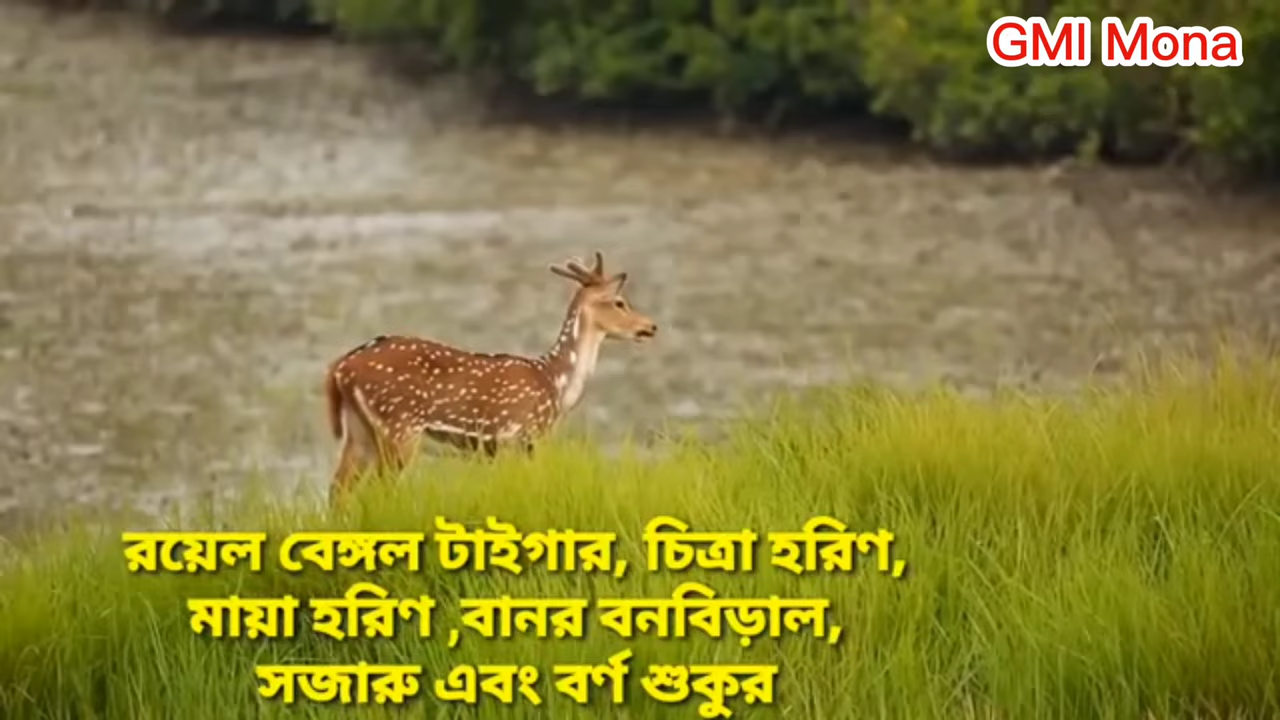 GMI Mona
রয়েল বেঙ্গল টাইগার, চিত্রা হরিণ,
মায়া হরিণ ,বানর বনবিড়াল,
সজারু এবং বর্ণ শুকুর